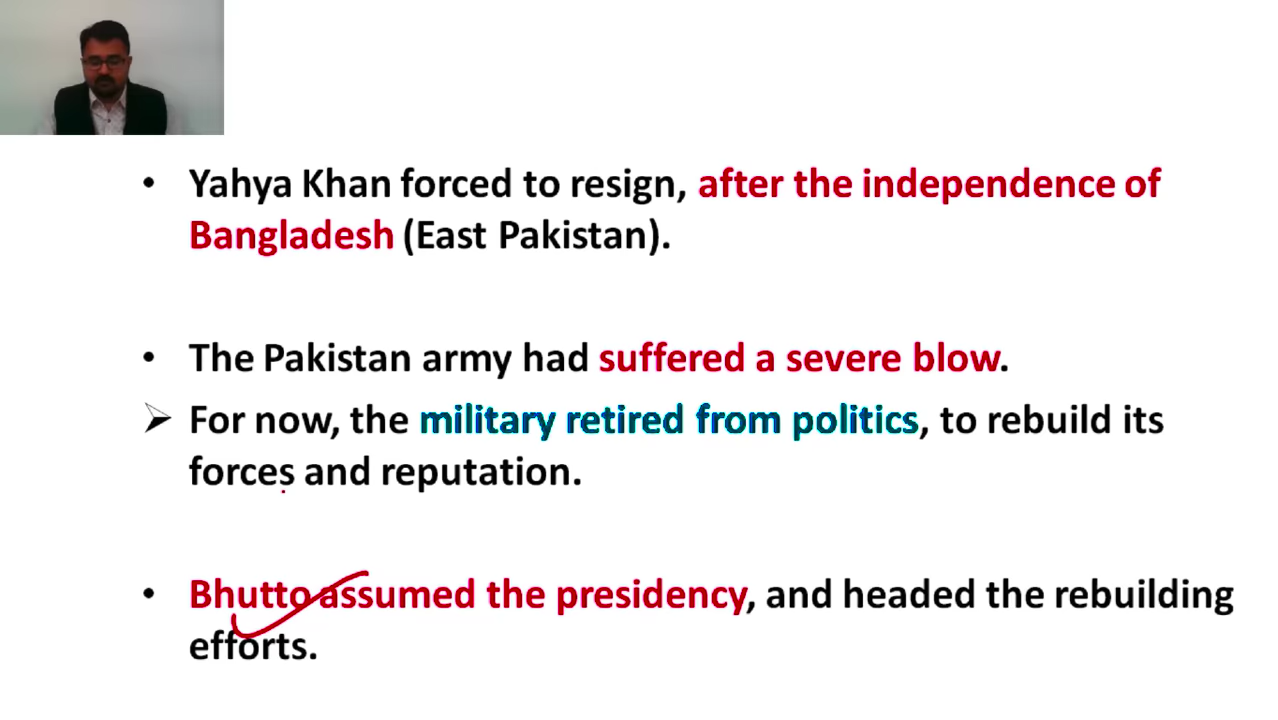 • Yahya Khan forced to resign, after the independence of
Bangladesh (East Pakistan).
• The Pakistan army had suffered a severe blow.
➢ For now, the military retired from politics, to rebuild its
forces and reputation.
• Bhutto assumed the presidency, and headed the rebuilding
efforts.